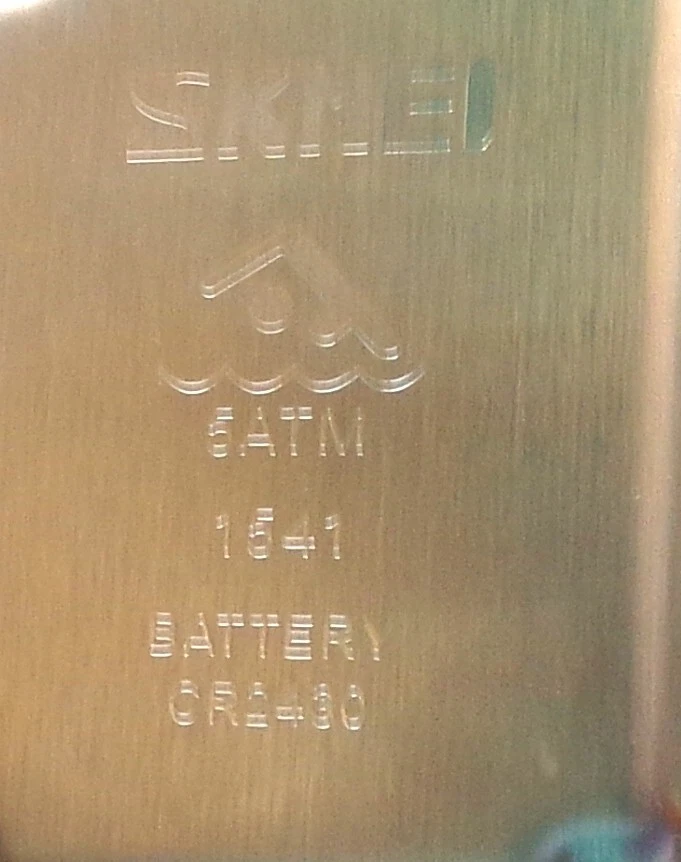 SKMEI
5ATM
1541
BATTERY
CR2430